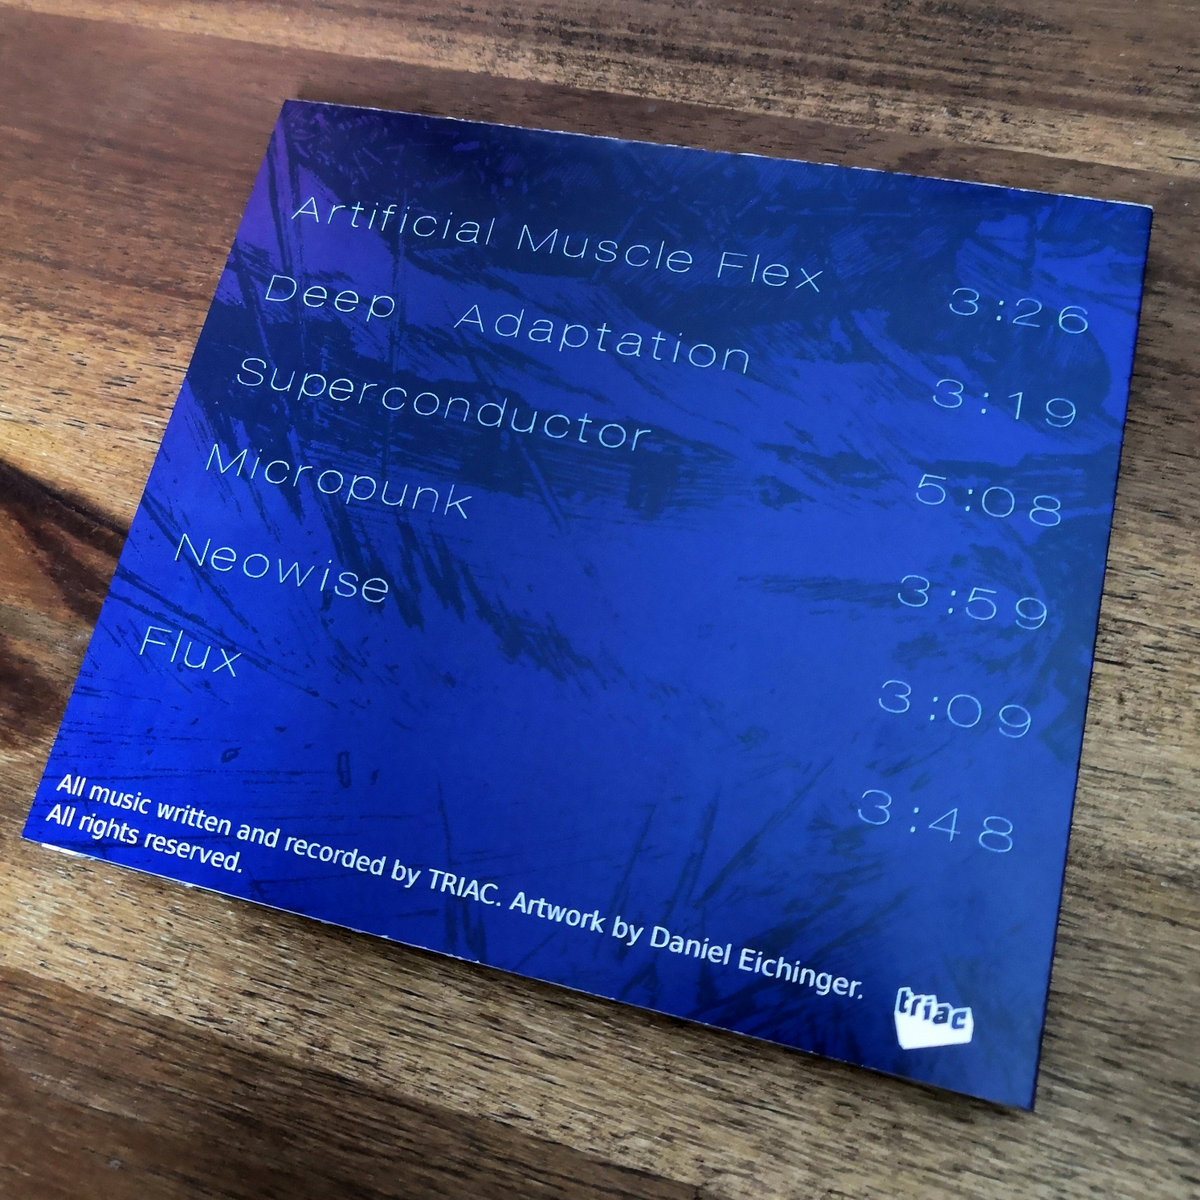 Artificial Muscle Flex 3:26
Deep Adaptation 3:19
Superconductor 5:08
Micropunk 3:59
Neowise 3:09
Flux 3:48
All music written and recorded by TRIAC. Artwork by Daniel Eichinger.
All rights reserved.
triac